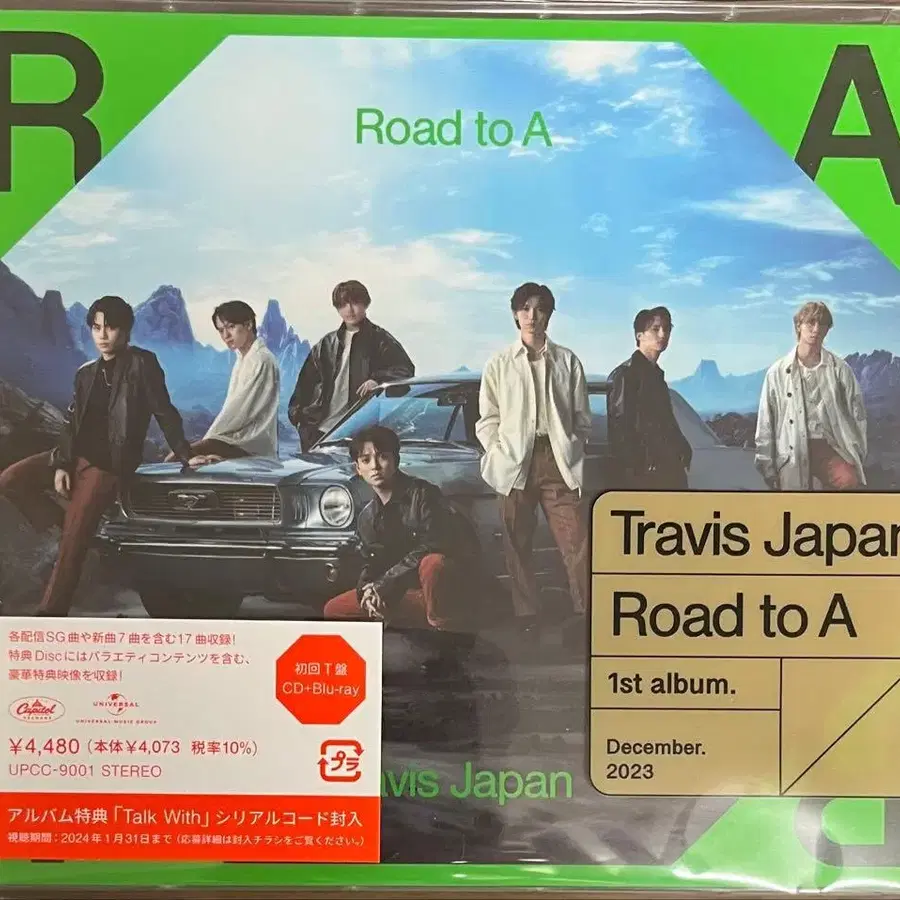 R A
Road to A
Travis Japan
Road to A
1st album.
December.
2023
各配信SG曲や新曲7曲を含む17曲収録!
特典Discにはバラエティコンテンツを含む、
豪華特典映像を収録!
初回T盤
CD+Blu-ray
Capitol
RECORDS
UNIVERSAL
UNIVERSAL MUSIC GROUP
¥4,480(本体¥4,073 税率10%)
UPCC-9001 STEREO
プラ
avis Japan
アルバム特典「Talk With」シリアルコード封入
視聴期間:2024年1月31日まで(応募詳細は封入チラシをご覧ください。)